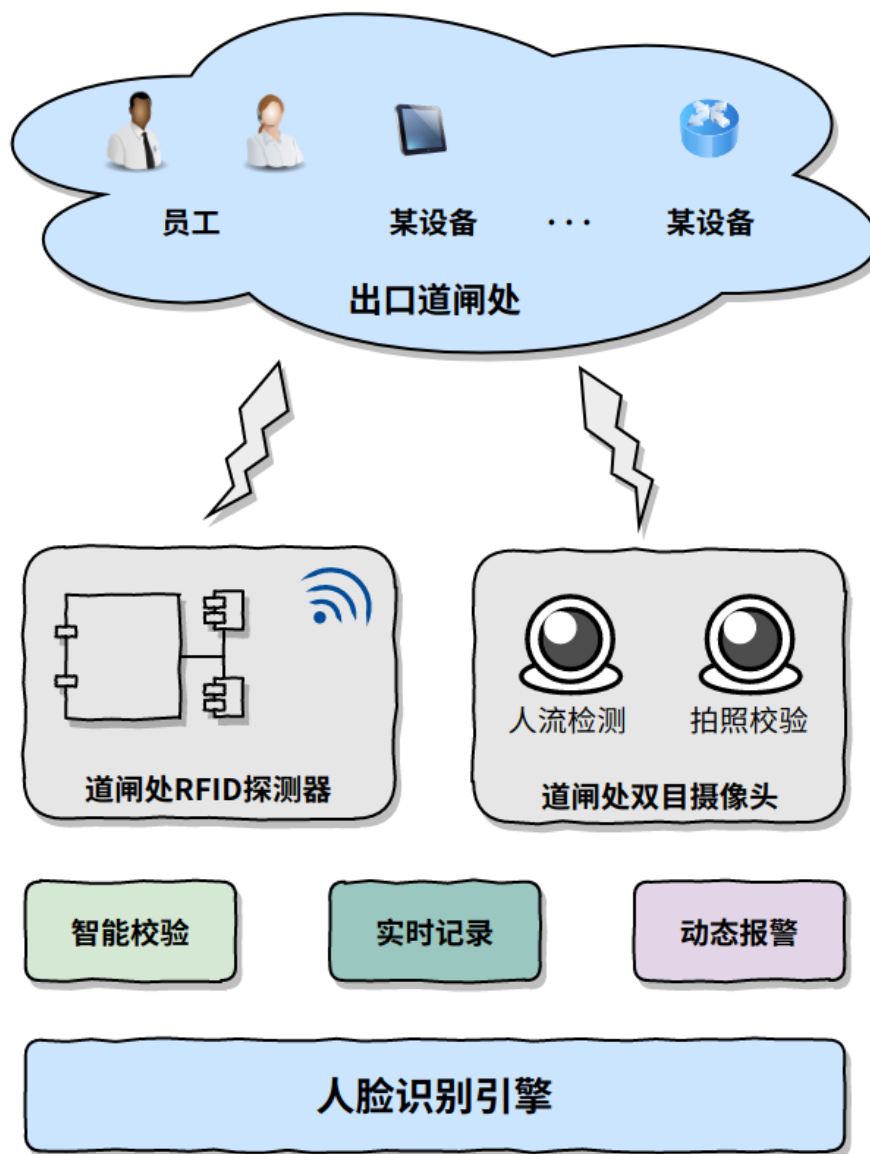 员工 某设备 · · · 某设备
出口道闸处
人流检测 拍照校验
道闸处RFID探测器 道闸处双目摄像头
智能校验 实时记录 动态报警
人脸识别引擎